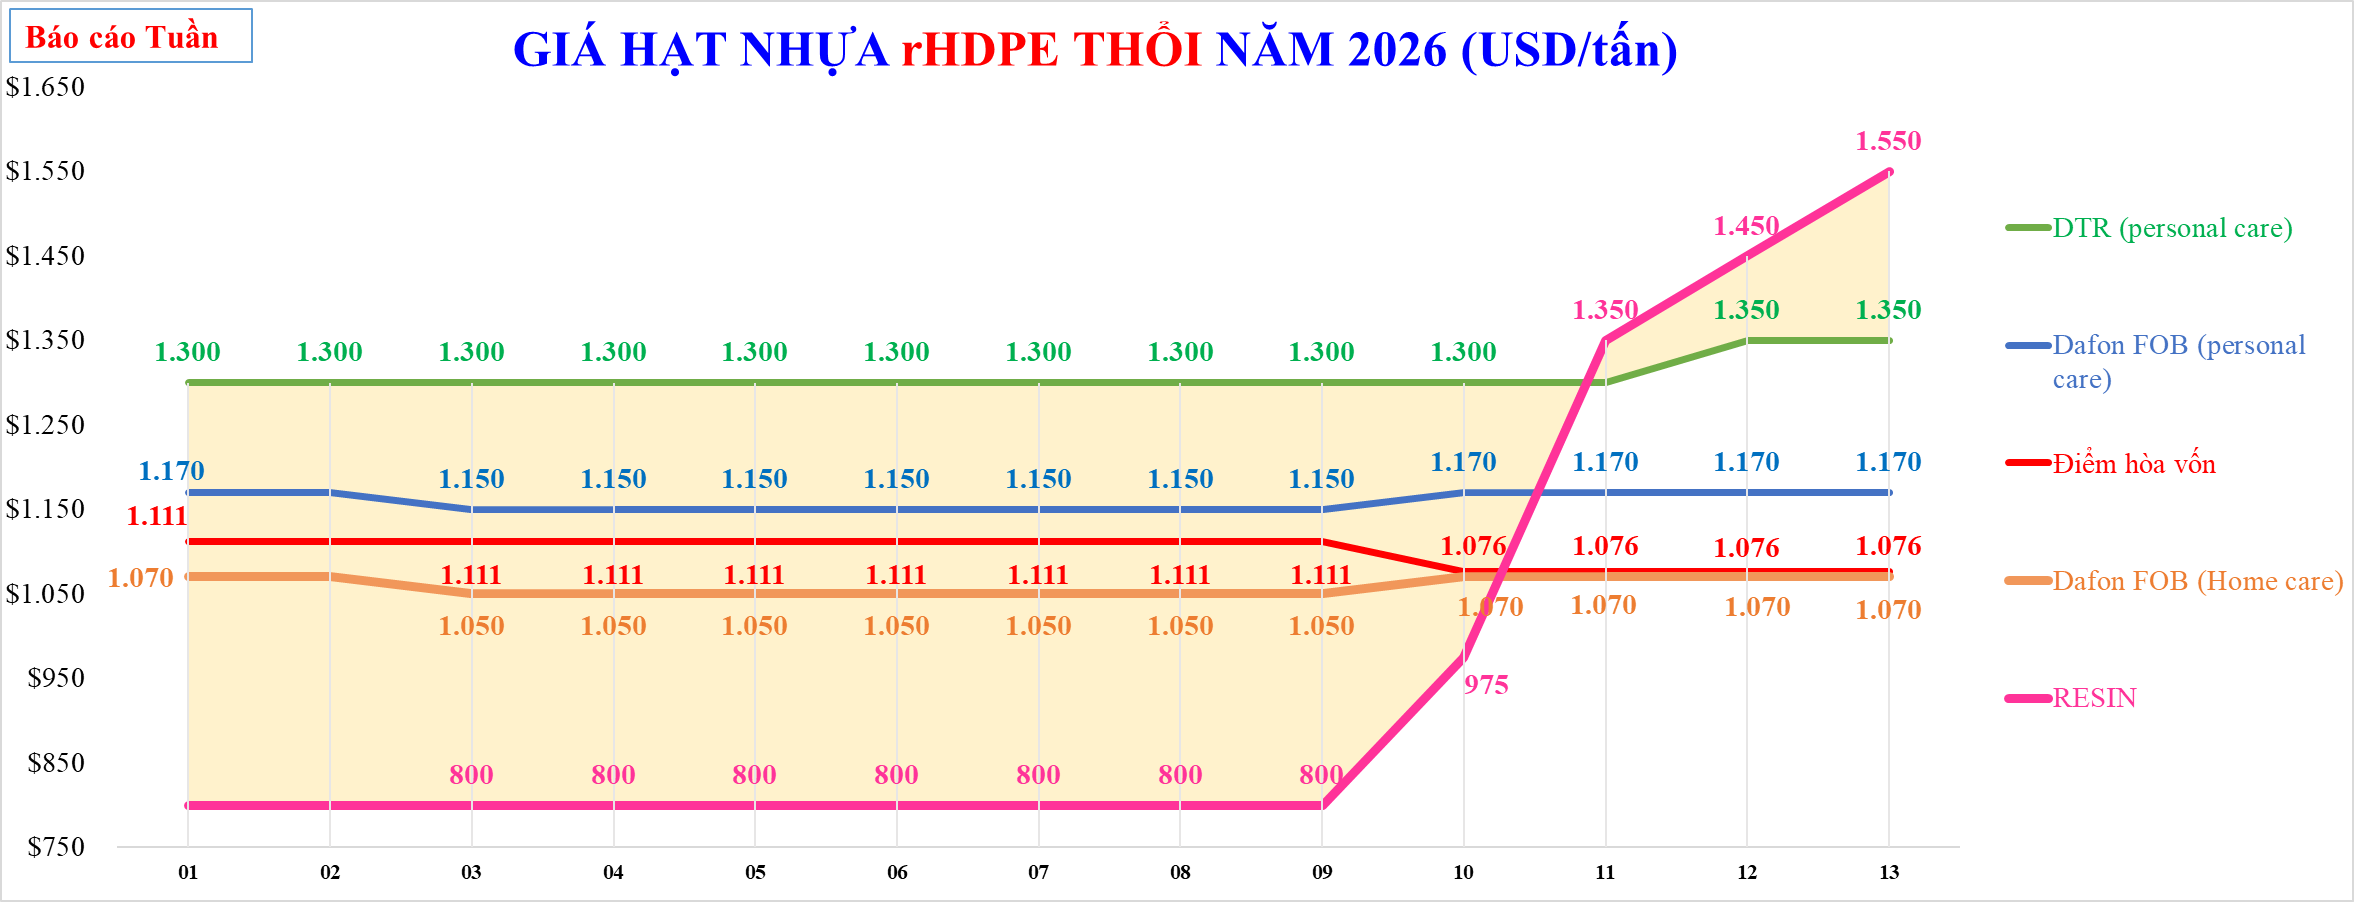 Báo cáo Tuần
GIÁ HẠT NHỰA rHDPE THỔI NĂM 2026 (USD/tấn)
$1.650
$1.550
$1.450
$1.350
$1.250
$1.150
$1.050
$950
$850
$750
1.550
1.450
1.350 1.350 1.350
1.300 1.300 1.300 1.300 1.300 1.300 1.300 1.300 1.300 1.300
1.170 1.150 1.150 1.150 1.150 1.150 1.150 1.150 1.170 1.170 1.170 1.170
1.111 1.111 1.111 1.111 1.111 1.111 1.111 1.111 1.076 1.076 1.076 1.076
1.070 1.050 1.050 1.050 1.050 1.050 1.050 1.050 1.070 1.070 1.070 1.070
800 800 800 800 800 800 800 975
01 02 03 04 05 06 07 08 09 10 11 12 13
DTR (personal care)
Dafon FOB (personal
care)
Điểm hòa vốn
Dafon FOB (Home care)
RESIN